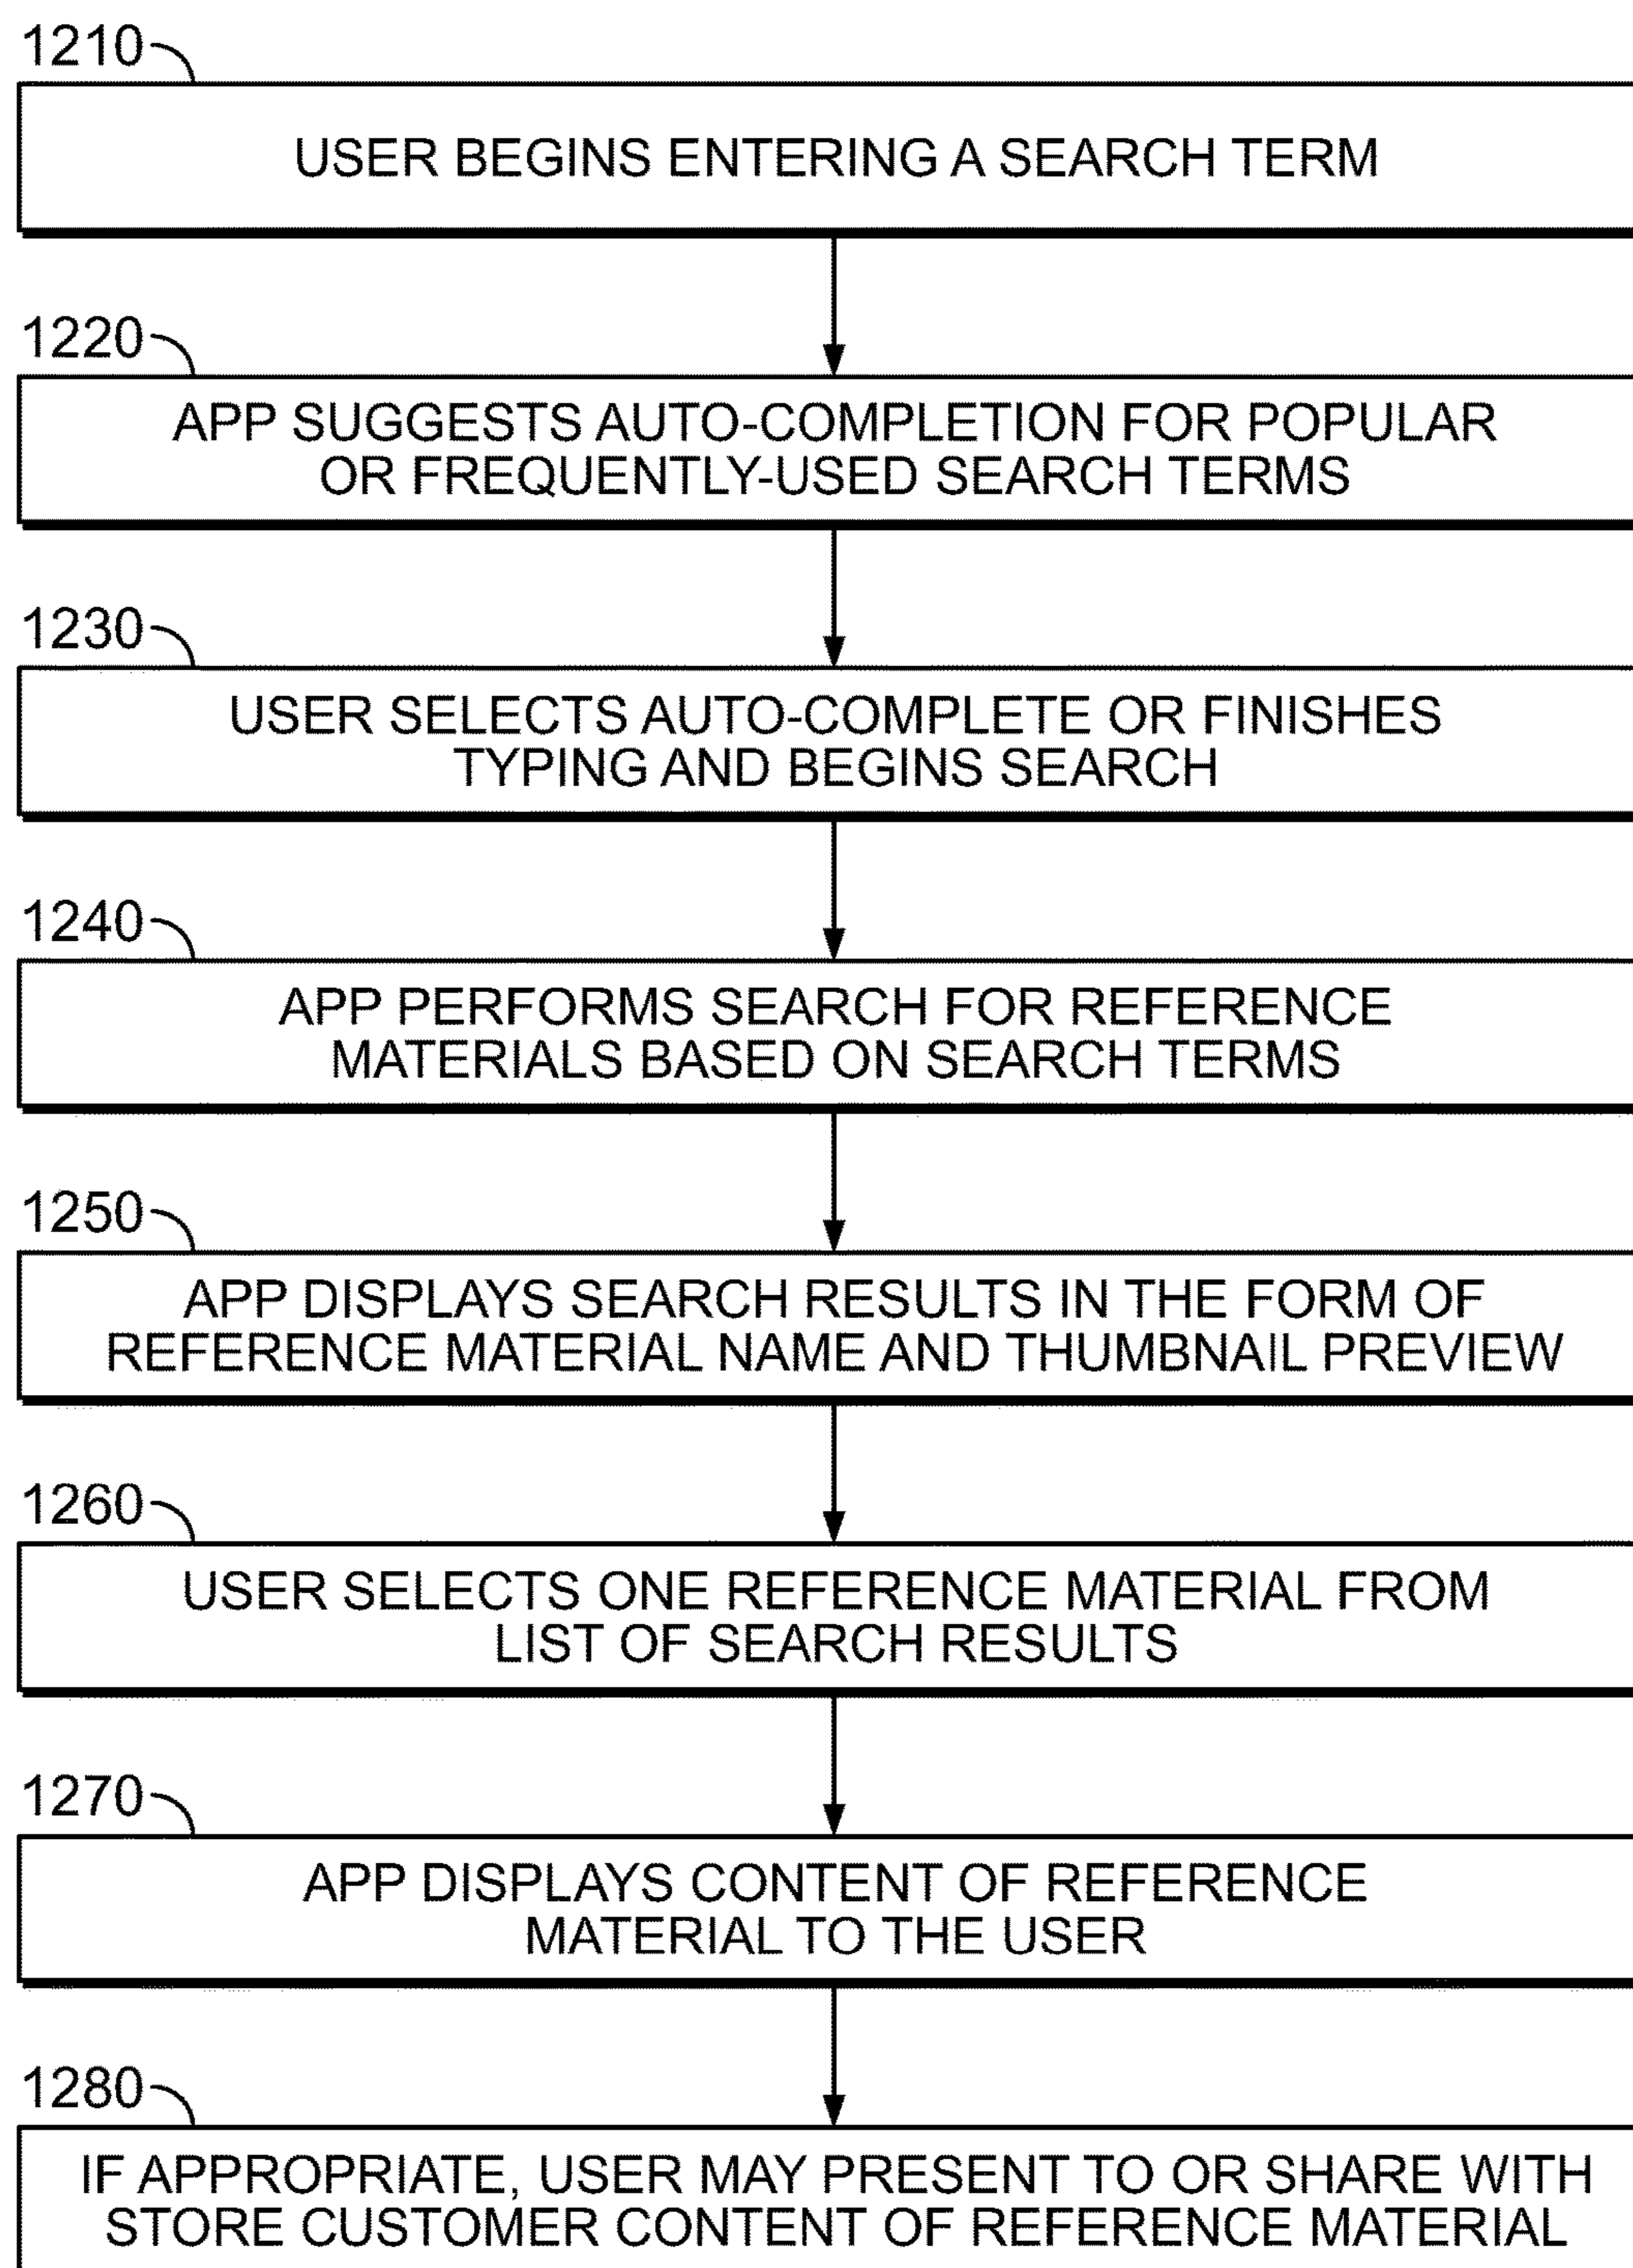 1210
USER BEGINS ENTERING A SEARCH TERM
1220
APP SUGGESTS AUTO-COMPLETION FOR POPULAR
OR FREQUENTLY-USED SEARCH TERMS
1230
USER SELECTS AUTO-COMPLETE OR FINISHES
TYPING AND BEGINS SEARCH
1240
APP PERFORMS SEARCH FOR REFERENCE
MATERIALS BASED ON SEARCH TERMS
1250
APP DISPLAYS SEARCH RESULTS IN THE FORM OF
REFERENCE MATERIAL NAME AND THUMBNAIL PREVIEW
1260
USER SELECTS ONE REFERENCE MATERIAL FROM
LIST OF SEARCH RESULTS
1270
APP DISPLAYS CONTENT OF REFERENCE
MATERIAL TO THE USER
1280
IF APPROPRIATE, USER MAY PRESENT TO OR SHARE WITH
STORE CUSTOMER CONTENT OF REFERENCE MATERIAL